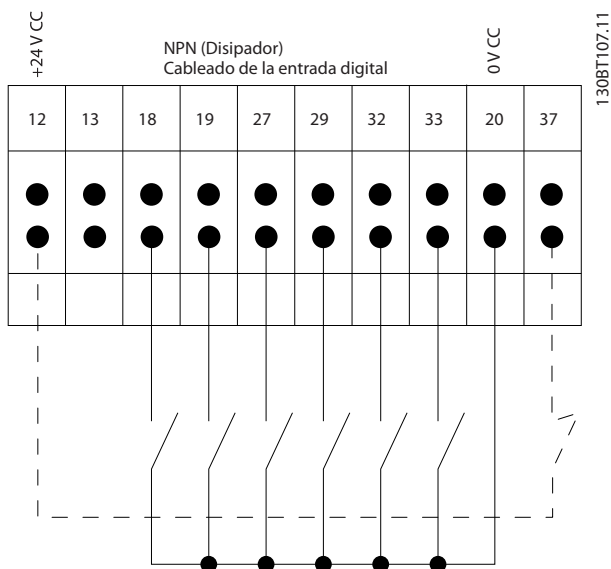 +24 V CC
NPN (Disipador)
Cableado de la entrada digital
0 V CC
130BT107.11
12 13 18 19 27 29 32 33 20 37